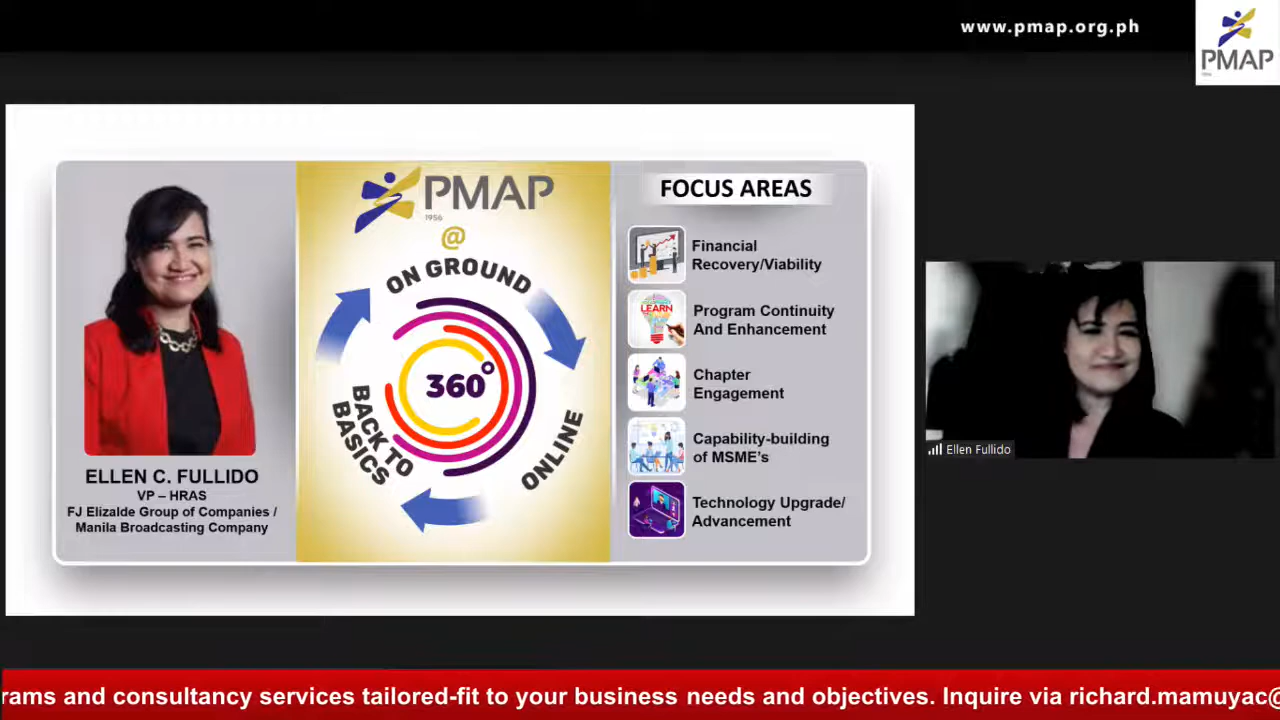 www.pmap.org.ph
PMAP
PMAP
1956
@
ON GROUND
ONLINE
BACK TO
BASICS
360°
ELLEN C. FULLIDO
VP – HRAS
FJ Elizalde Group of Companies /
Manila Broadcasting Company
FOCUS AREAS
Financial
Recovery/Viability
LEARN
Program Continuity
And Enhancement
Chapter
Engagement
Capability-building
of MSME's
Technology Upgrade/
Advancement
Ellen Fullido
rams and consultancy services tailored-fit to your business needs and objectives. Inquire via richard.mamuyac@